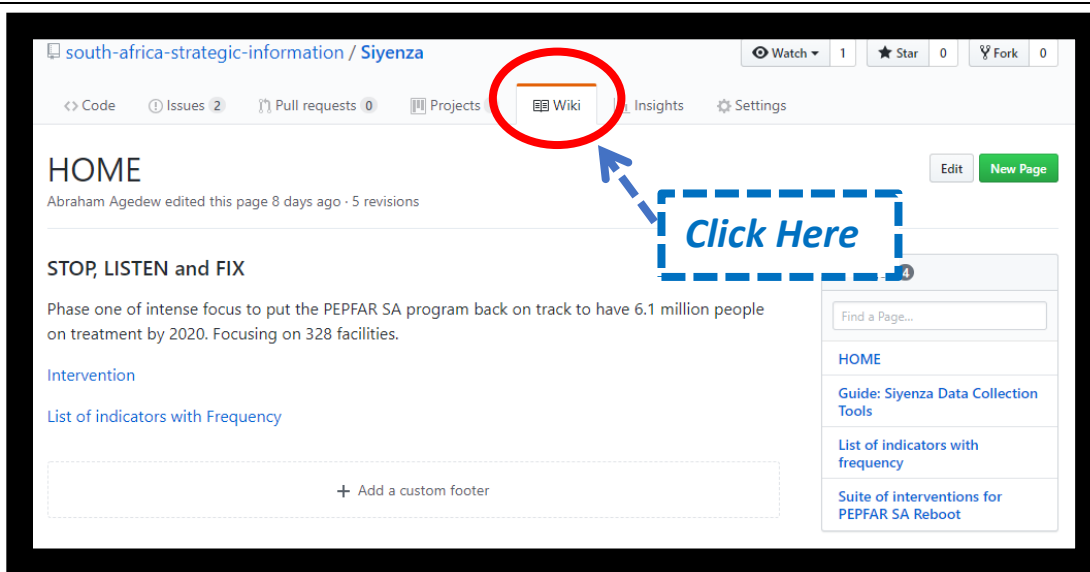 south-africa-strategic-information / Siyenza
Watch 1 Star 0 Fork 0
Code Issues 2 Pull requests 0 Projects Wiki Insights Settings
HOME
Abraham Agedew edited this page 8 days ago · 5 revisions
Edit New Page
Click Here
STOP, LISTEN and FIX
Phase one of intense focus to put the PEPFAR SA program back on track to have 6.1 million people
on treatment by 2020. Focusing on 328 facilities.
Intervention
List of indicators with Frequency
+ Add a custom footer
4
Find a Page...
HOME
Guide: Siyenza Data Collection
Tools
List of indicators with
frequency
Suite of interventions for
PEPFAR SA Reboot